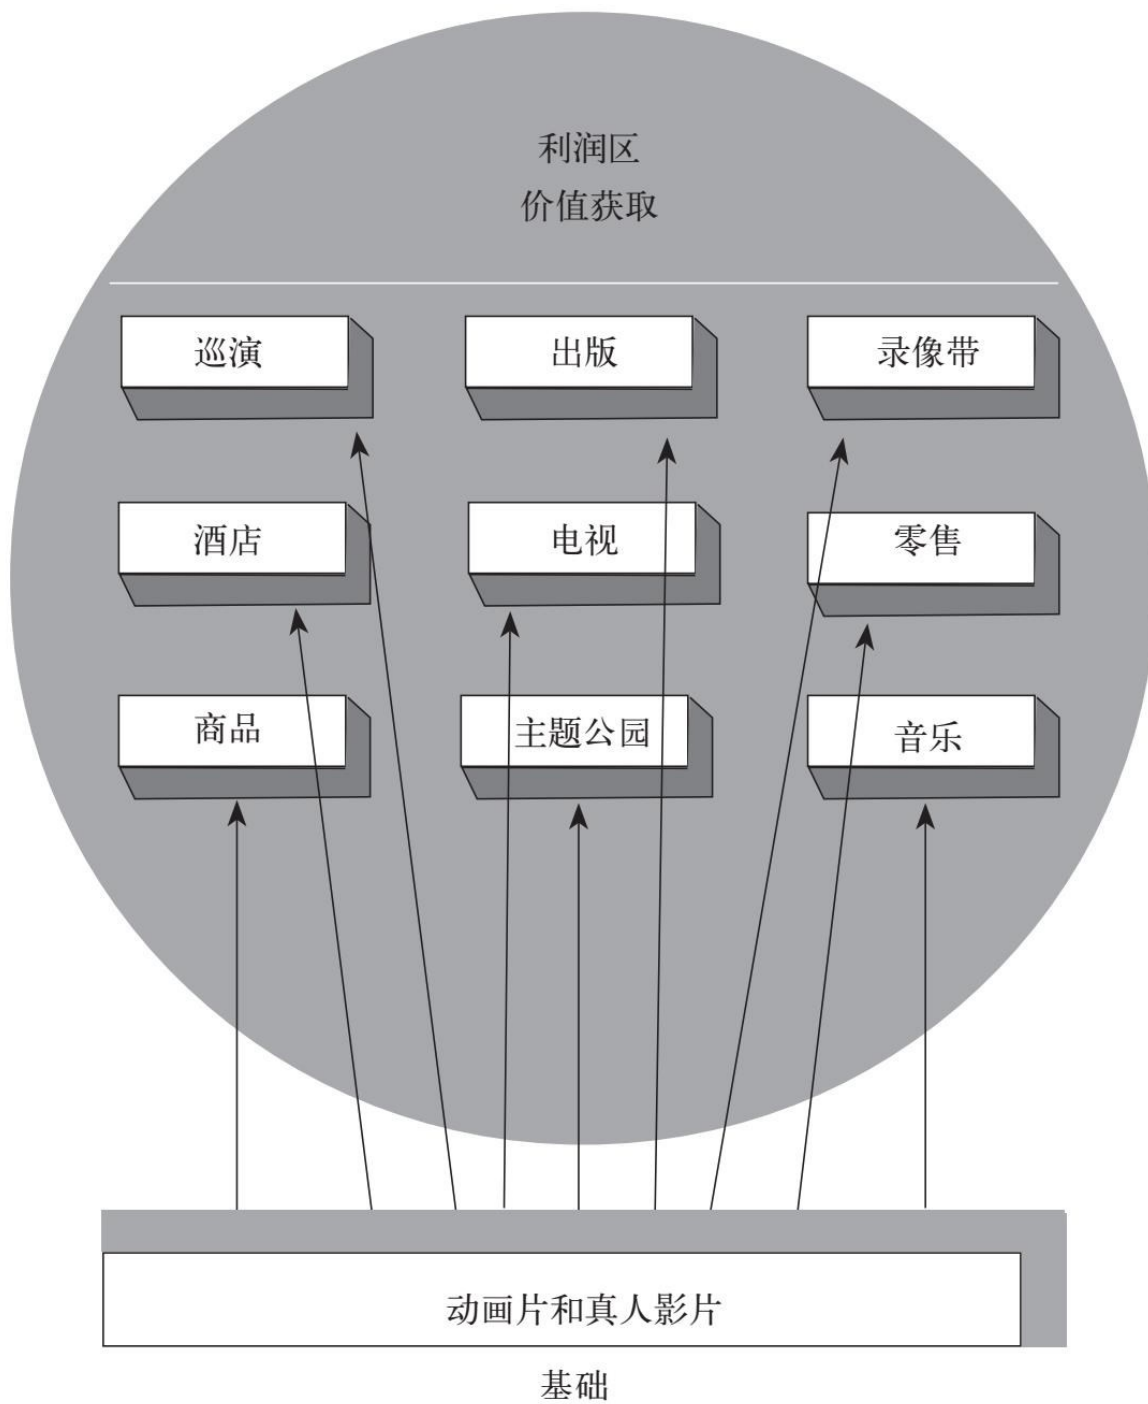 利润区
价值获取
巡演
出版
录像带
酒店
电视
零售
商品
主题公园
音乐
动画片和真人影片
基础